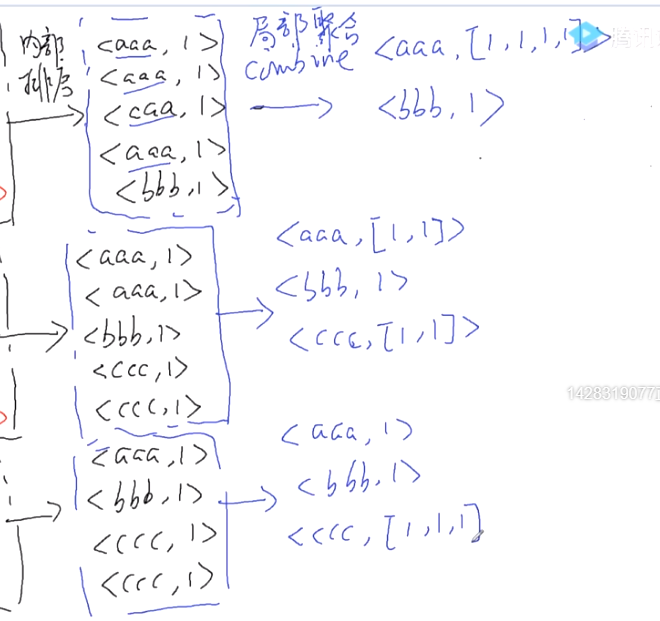 内部
排序
<aaa, 1>
<aaa, 1>
<caa, 1>
<aaa, 1>
<bbb, 1>
局部聚合
combine
<aaa, [1, 1, 1, 1]>
<bbb, 1>
腾讯
<aaa, 1>
<aaa, 1>
<bbb, 1>
<ccc, 1>
<ccc, 1>
<aaa, [1, 1]>
<bbb, 1>
<ccc, [1, 1]>
1428319077
<aaa, 1>
<bbb, 1>
<ccc, 1>
<ccc, 1>
<aaa, 1>
<bbb, 1>
<ccc, [1, 1, 1]